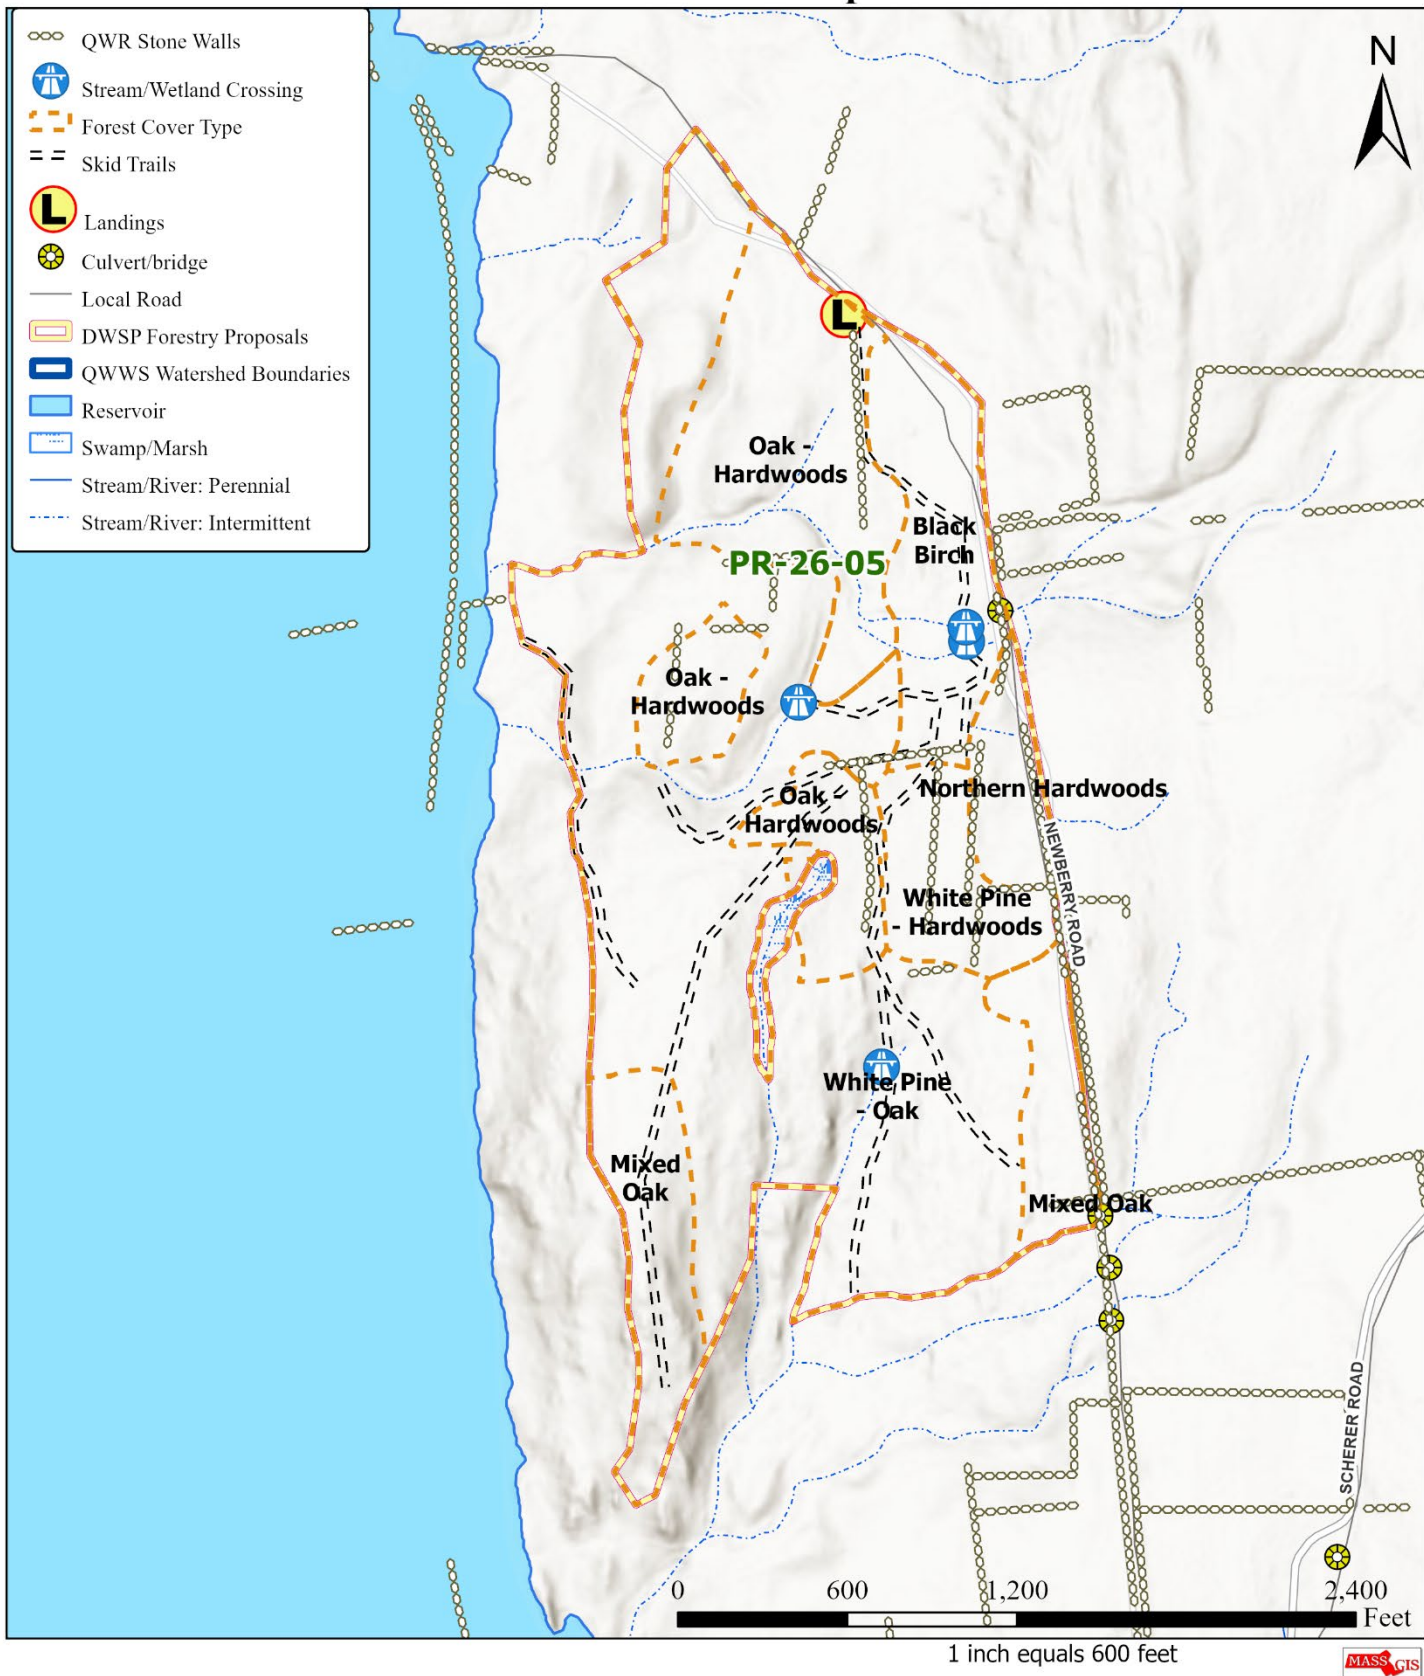 QWR Stone Walls
Stream/Wetland Crossing
Forest Cover Type
Skid Trails
L
Landings
Culvert/bridge
Local Road
DWSP Forestry Proposals
QWWS Watershed Boundaries
Reservoir
Swamp/Marsh
Stream/River: Perennial
Stream/River: Intermittent
N
L
Oak -
Hardwoods
Black
Birch
PR-26-05
Oak -
Hardwoods
Oak -
Hardwoods
Northern Hardwoods
NEWBERRY ROAD
White Pine
- Hardwoods
White Pine
- Oak
Mixed
Oak
Mixed Oak
SCHERER ROAD
0 600 1,200 2,400
Feet
1 inch equals 600 feet
MASS GIS